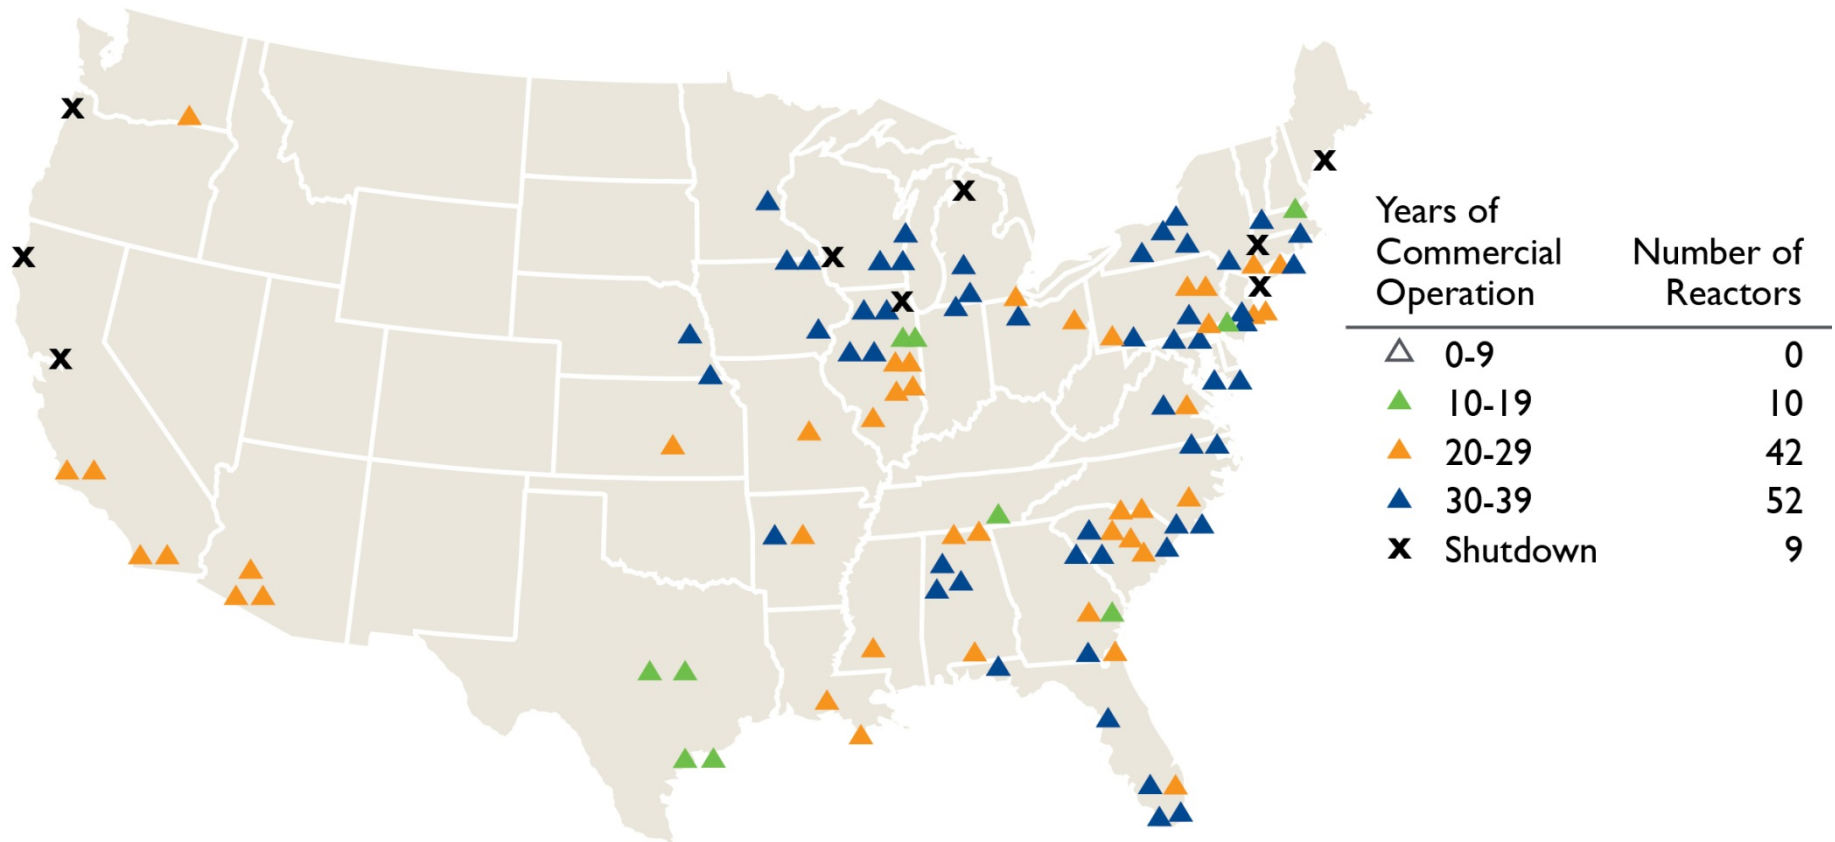 Years of
Commercial
Operation
Number of
Reactors
0-9 0
10-19 10
20-29 42
30-39 52
Shutdown 9